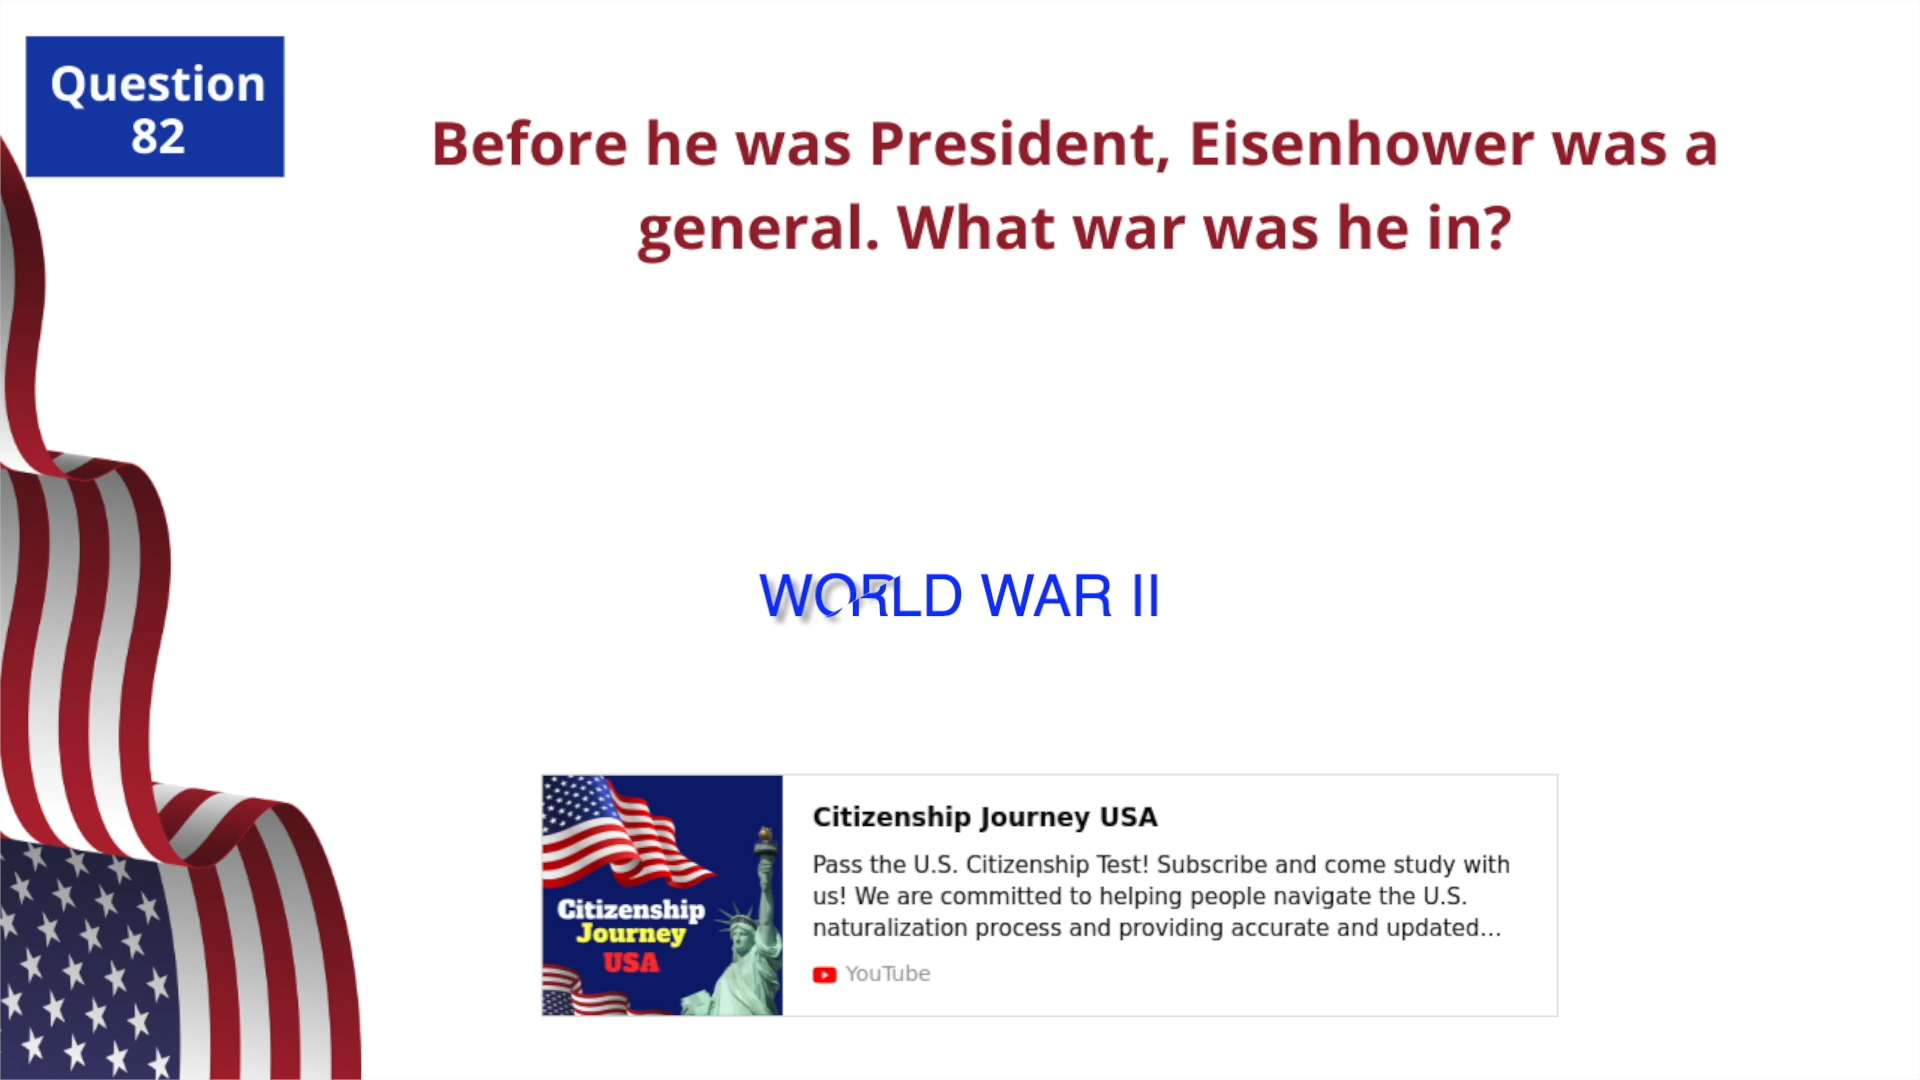 Question
82
Before he was President, Eisenhower was a
general. What war was he in?
WORLD WAR II
Citizenship
Journey
USA
Citizenship Journey USA
Pass the U.S. Citizenship Test! Subscribe and come study with
us! We are committed to helping people navigate the U.S.
naturalization process and providing accurate and updated...
YouTube